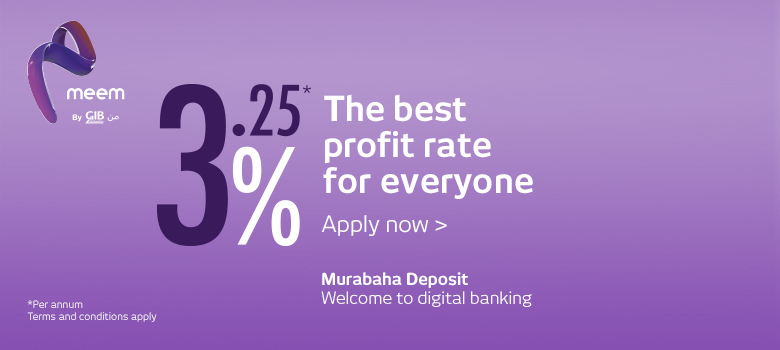 meem
By GIB من
3.25*%
The best
profit rate
for everyone
Apply now >
Murabaha Deposit
Welcome to digital banking
*Per annum
Terms and conditions apply